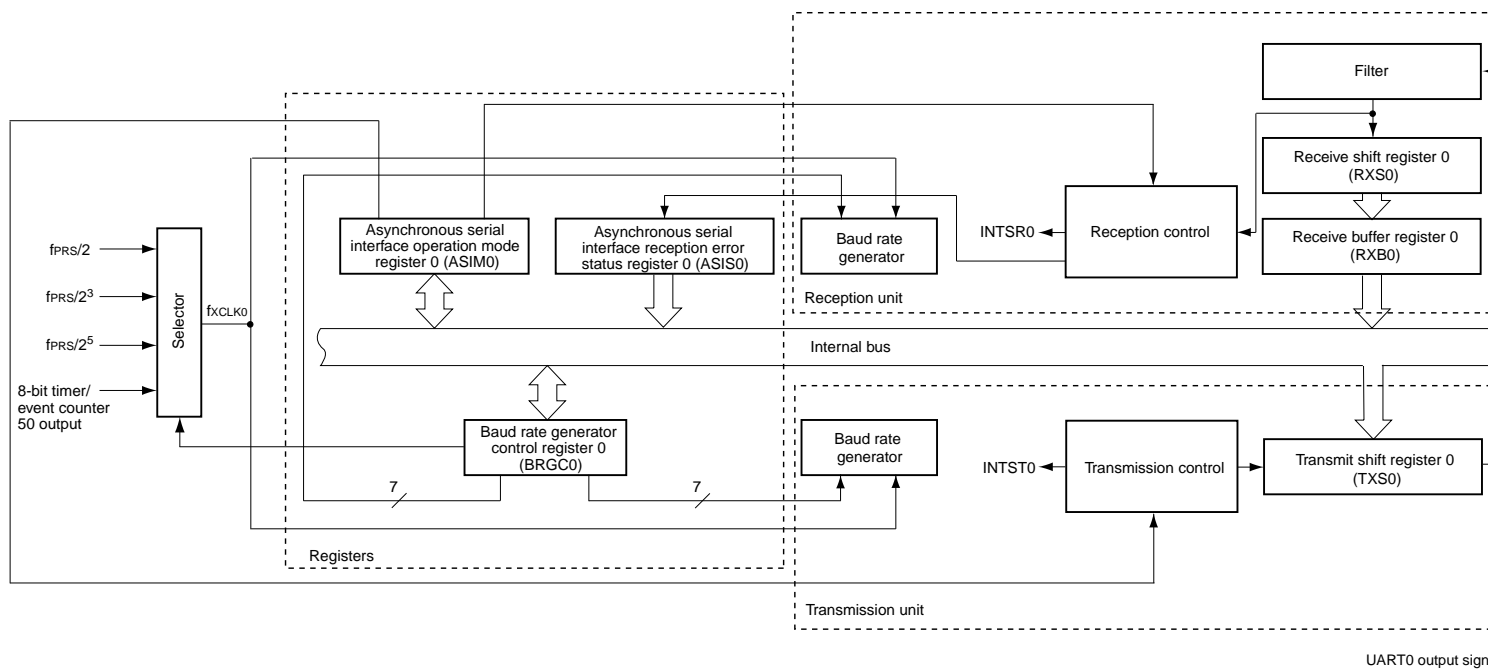 Filter
Receive shift register 0
(RXS0)
Asynchronous serial
interface operation mode
register 0 (ASIM0)
Asynchronous serial
interface reception error
status register 0 (ASIS0)
Baud rate
generator
INTSR0
Reception control
Receive buffer register 0
(RXB0)
Reception unit
fPRS/2
fPRS/2³
fPRS/2⁵
8-bit timer/
event counter
50 output
Selector
fXCLK0
Internal bus
Baud rate generator
control register 0
(BRGC0)
7
7
Baud rate
generator
INTST0
Transmission control
Transmit shift register 0
(TXS0)
Registers
Transmission unit
UART0 output sign